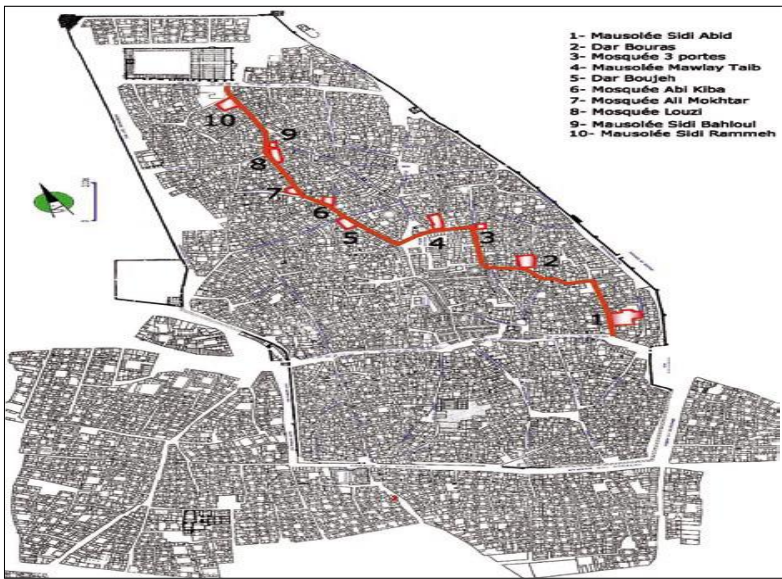 1- Mausolée Sidi Abid
2- Dar Bouras
3- Mosquée 3 portes
4- Mausolée Mawlay Taib
5- Dar Boujeh
6- Mosquée Abi Kiba
7- Mosquée Ali Mokhtar
8- Mosquée Louzi
9- Mausolée Sidi Bahloul
10- Mausolée Sidi Rammeh
10
9
8
7
6
5
4
3
2
1